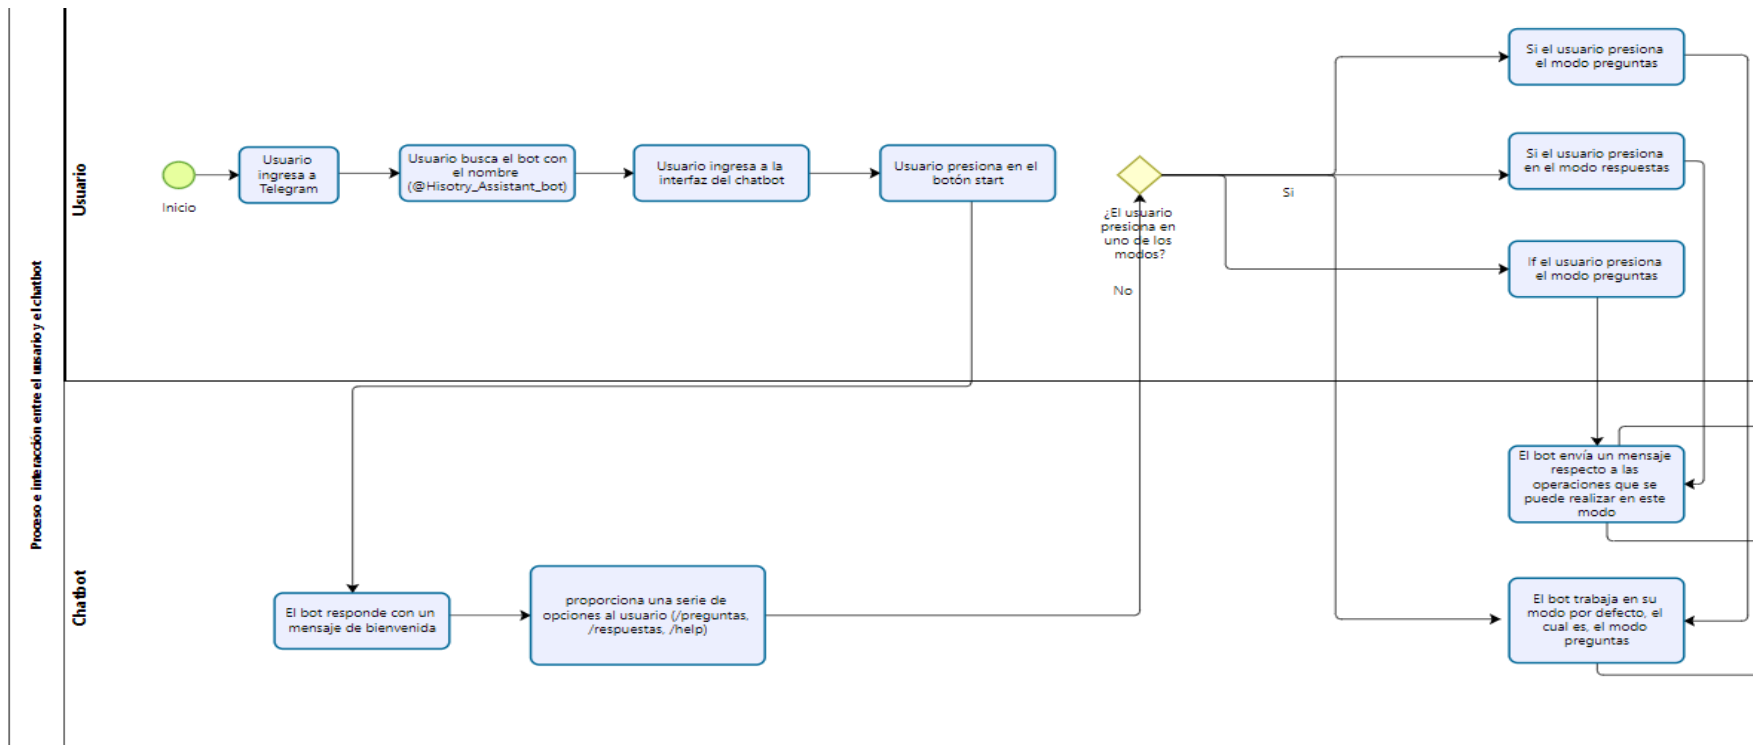 Proceso e interacción entre el uusario y el chatbot
Usuario
Inicio
Usuario
ingresa a
Telegram
Usuario busca el bot con
el nombre
(@Hisotry_Assistant_bot)
Usuario ingresa a la
interfaz del chatbot
Usuario presiona en el
botón start
¿El usuario
presiona en
uno de los
modos?
Si
No
Si el usuario presiona
el modo preguntas
Si el usuario presiona
en el modo respuestas
If el usuario presiona
el modo preguntas
Chatbot
El bot responde con un
mensaje de bienvenida
proporciona una serie de
opciones al usuario (/preguntas,
/respuestas, /help)
El bot envía un mensaje
respecto a las
operaciones que se
puede realizar en este
modo
El bot trabaja en su
modo por defecto, el
cual es, el modo
preguntas